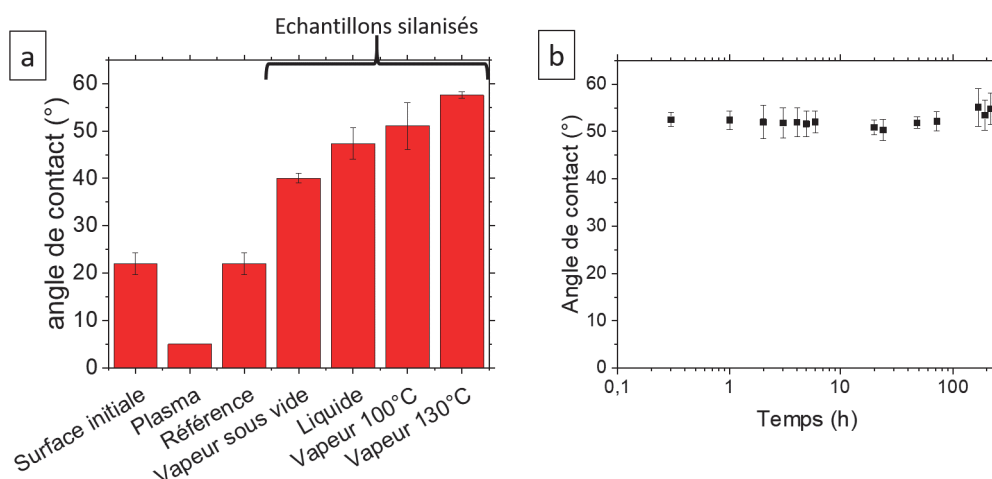 Echantillons silanisés
a
angle de contact (°)
60
50
40
30
20
10
0
Surface initiale
Plasma
Référence
Vapeur sous vide
Liquide
Vapeur 100°C
Vapeur 130°C
b
Angle de contact (°)
60
50
40
30
20
10
0
0,1
1
10
100
Temps (h)